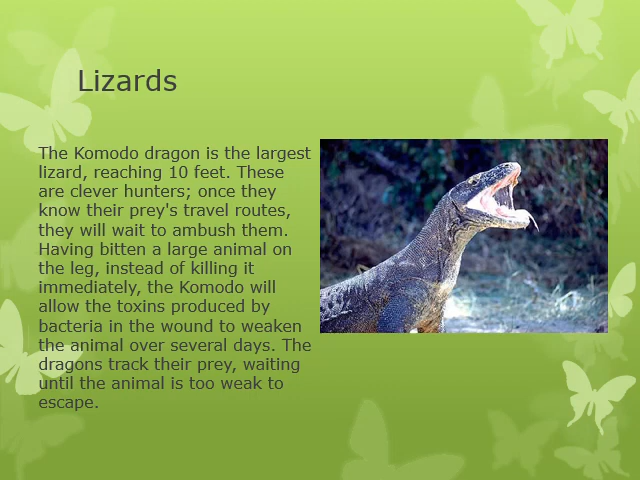 Lizards
The Komodo dragon is the largest
lizard, reaching 10 feet. These
are clever hunters; once they
know their prey's travel routes,
they will wait to ambush them.
Having bitten a large animal on
the leg, instead of killing it
immediately, the Komodo will
allow the toxins produced by
bacteria in the wound to weaken
the animal over several days. The
dragons track their prey, waiting
until the animal is too weak to
escape.